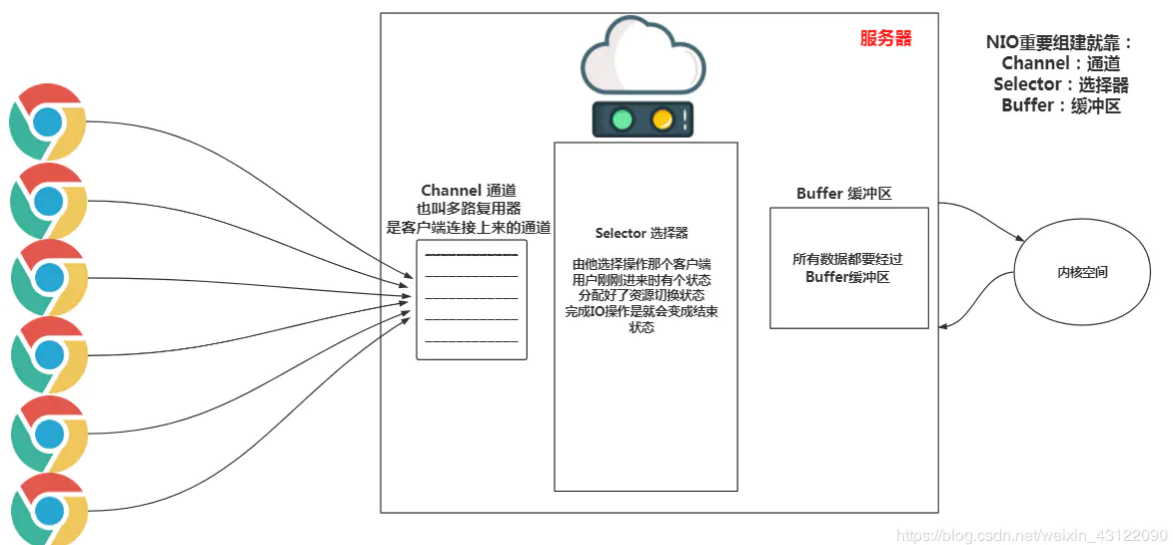 服务器
NIO重要组建就靠：
Channel：通道
Selector：选择器
Buffer：缓冲区
Channel 通道
也叫多路复用器
是客户端连接上来的通道
Selector 选择器
由他选择操作那个客户端
用户刚刚进来时有个状态
分配好了资源切换状态
完成IO操作是就会变成结束
状态
Buffer 缓冲区
所有数据都要经过
Buffer缓冲区
内核空间
https://blog.csdn.net/weixin_43122090